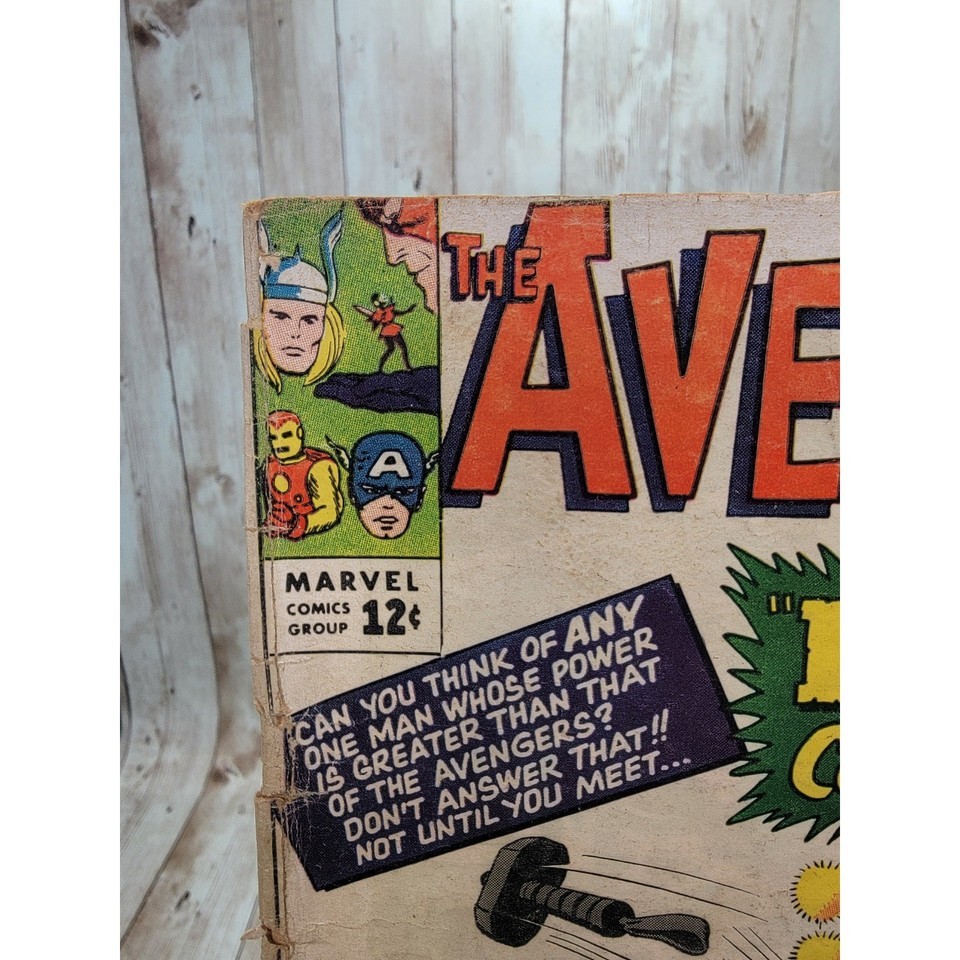 THE
AVE
A
MARVEL
COMICS
GROUP 12¢
CAN YOU THINK OF ANY
ONE MAN WHOSE POWER
IS GREATER THAN THAT
OF THE AVENGERS?
DON'T ANSWER THAT!!
NOT UNTIL YOU MEET...